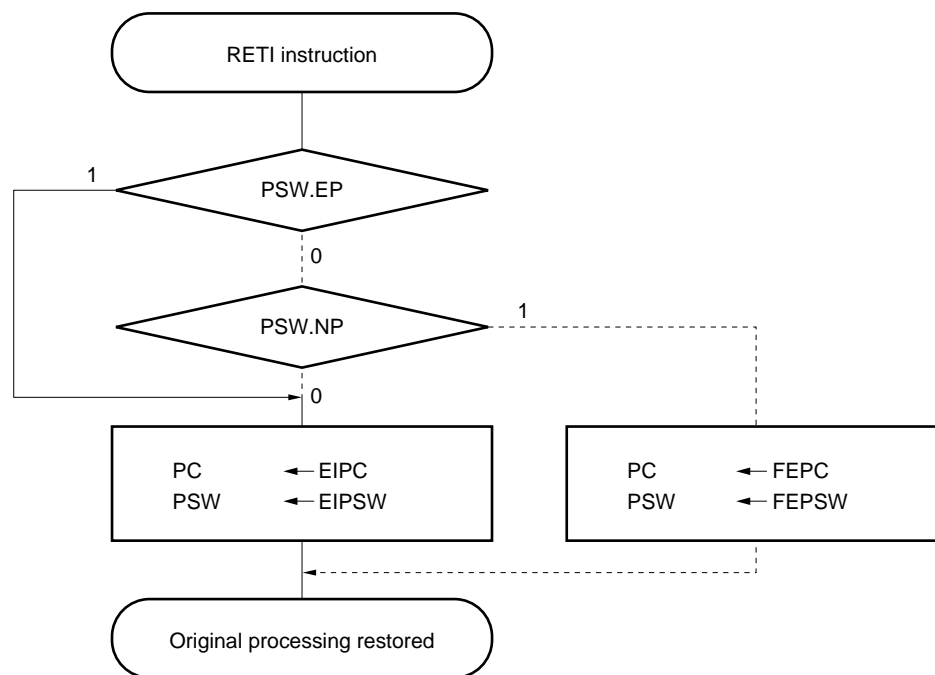 RETI instruction
1
PSW.EP
0
PSW.NP
1
0
PC ← EIPC
PSW ← EIPSW
PC ← FEPC
PSW ← FEPSW
Original processing restored